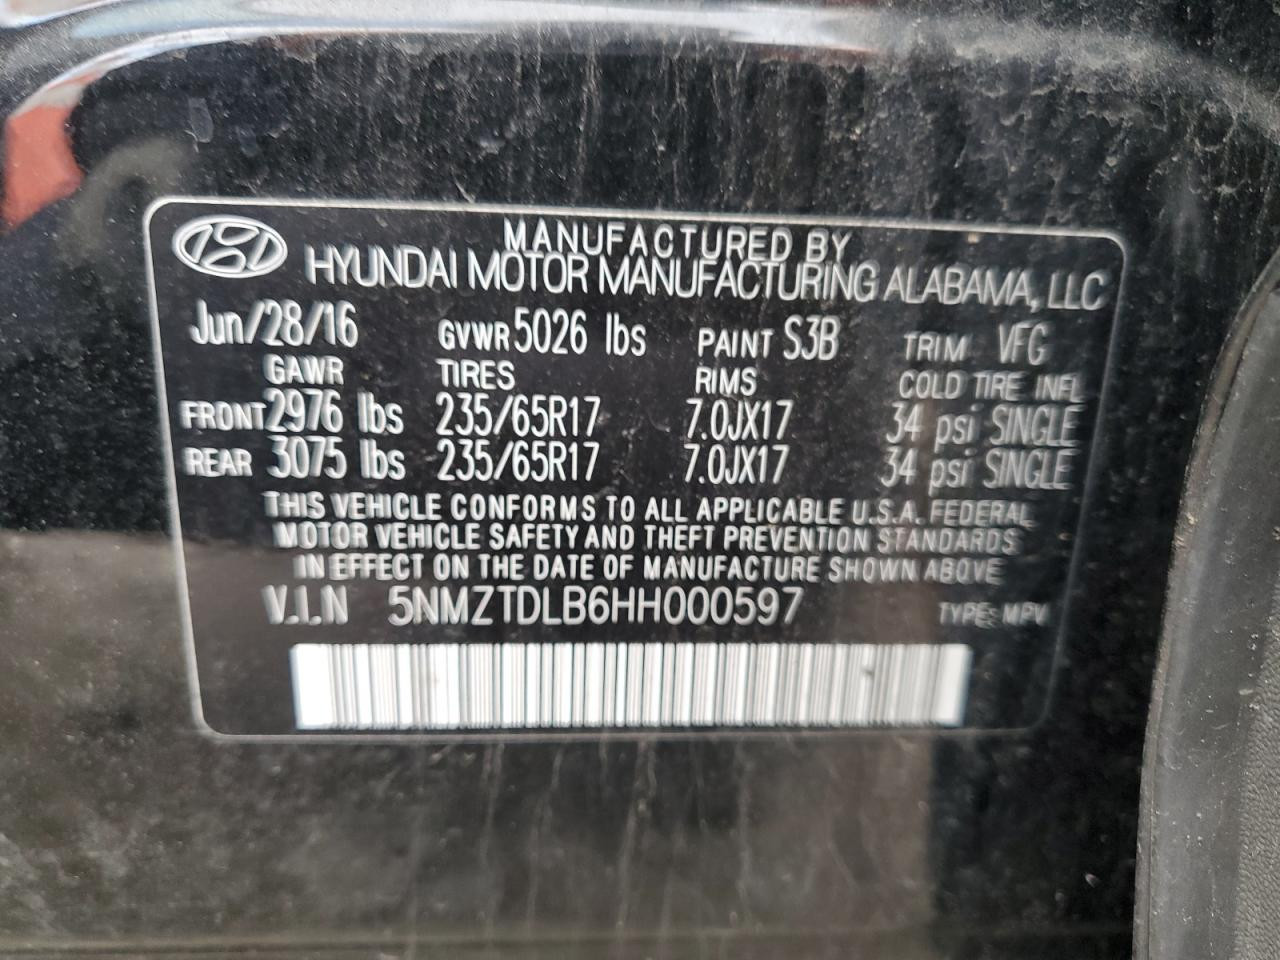 MANUFACTURED BY
HYUNDAI MOTOR MANUFACTURING ALABAMA, LLC
Jun/28/16 GVWR 5026 lbs PAINT S3B TRIM VFG
GAWR TIRES RIMS COLD TIRE INFL
FRONT 2976 lbs 235/65R17 7.0JX17 34 psi SINGLE
REAR 3075 lbs 235/65R17 7.0JX17 34 psi SINGLE
THIS VEHICLE CONFORMS TO ALL APPLICABLE U.S.A. FEDERAL
MOTOR VEHICLE SAFETY AND THEFT PREVENTION STANDARDS
IN EFFECT ON THE DATE OF MANUFACTURE SHOWN ABOVE
V.I.N 5NMZTDLB6HH000597 TYPE: MPV